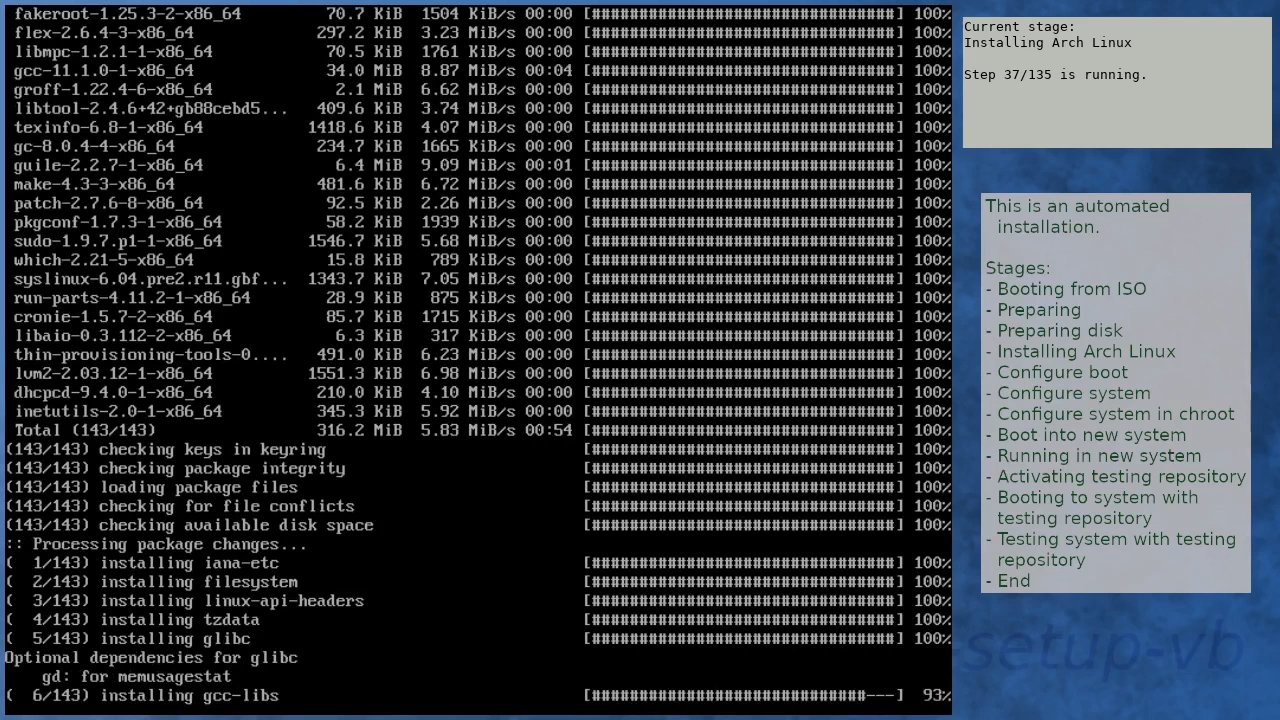 fakeroot-1.25.3-2-x86_64 70.7 KiB 1504 KiB/s 00:00 [################################] 100%
flex-2.6.4-3-x86_64 297.2 KiB 3.23 MiB/s 00:00 [################################] 100%
libmpc-1.2.1-1-x86_64 70.5 KiB 1761 KiB/s 00:00 [################################] 100%
gcc-11.1.0-1-x86_64 34.0 MiB 8.87 MiB/s 00:04 [################################] 100%
groff-1.22.4-6-x86_64 2.1 MiB 6.62 MiB/s 00:00 [################################] 100%
libtool-2.4.6+42+gb88cebd5... 409.6 KiB 3.74 MiB/s 00:00 [################################] 100%
texinfo-6.8-1-x86_64 1418.6 KiB 4.07 MiB/s 00:00 [################################] 100%
gc-8.0.4-4-x86_64 234.7 KiB 1665 KiB/s 00:00 [################################] 100%
guile-2.2.7-1-x86_64 6.4 MiB 9.09 MiB/s 00:01 [################################] 100%
make-4.3-3-x86_64 481.6 KiB 6.72 MiB/s 00:00 [################################] 100%
patch-2.7.6-8-x86_64 92.5 KiB 2.26 MiB/s 00:00 [################################] 100%
pkgconf-1.7.3-1-x86_64 58.2 KiB 1939 KiB/s 00:00 [################################] 100%
sudo-1.9.7.p1-1-x86_64 1546.7 KiB 5.68 MiB/s 00:00 [################################] 100%
which-2.21-5-x86_64 15.8 KiB 789 KiB/s 00:00 [################################] 100%
syslinux-6.04.pre2.r11.gbf... 1343.7 KiB 7.05 MiB/s 00:00 [################################] 100%
run-parts-4.11.2-1-x86_64 28.9 KiB 875 KiB/s 00:00 [################################] 100%
cronie-1.5.7-2-x86_64 85.7 KiB 1715 KiB/s 00:00 [################################] 100%
libaio-0.3.112-2-x86_64 6.3 KiB 317 KiB/s 00:00 [################################] 100%
thin-provisioning-tools-0.... 491.0 KiB 6.23 MiB/s 00:00 [################################] 100%
lvm2-2.03.12-1-x86_64 1551.3 KiB 6.98 MiB/s 00:00 [################################] 100%
dhcpcd-9.4.0-1-x86_64 210.0 KiB 4.10 MiB/s 00:00 [################################] 100%
inetutils-2.0-1-x86_64 345.3 KiB 5.92 MiB/s 00:00 [################################] 100%
Total (143/143) 316.2 MiB 5.83 MiB/s 00:54 [################################] 100%
(143/143) checking keys in keyring [################################] 100%
(143/143) checking package integrity [################################] 100%
(143/143) loading package files [################################] 100%
(143/143) checking for file conflicts [################################] 100%
(143/143) checking available disk space [################################] 100%
:: Processing package changes...
( 1/143) installing iana-etc [################################] 100%
( 2/143) installing filesystem [################################] 100%
( 3/143) installing linux-api-headers [################################] 100%
( 4/143) installing tzdata [################################] 100%
( 5/143) installing glibc [################################] 100%
Optional dependencies for glibc
gd: for memusagestat
( 6/143) installing gcc-libs [#############################---] 93%
Current stage:
Installing Arch Linux
Step 37/135 is running.
This is an automated
installation.
Stages:
- Booting from ISO
- Preparing
- Preparing disk
- Installing Arch Linux
- Configure boot
- Configure system
- Configure system in chroot
- Boot into new system
- Running in new system
- Activating testing repository
- Booting to system with
testing repository
- Testing system with testing
repository
- End
-setup-vb